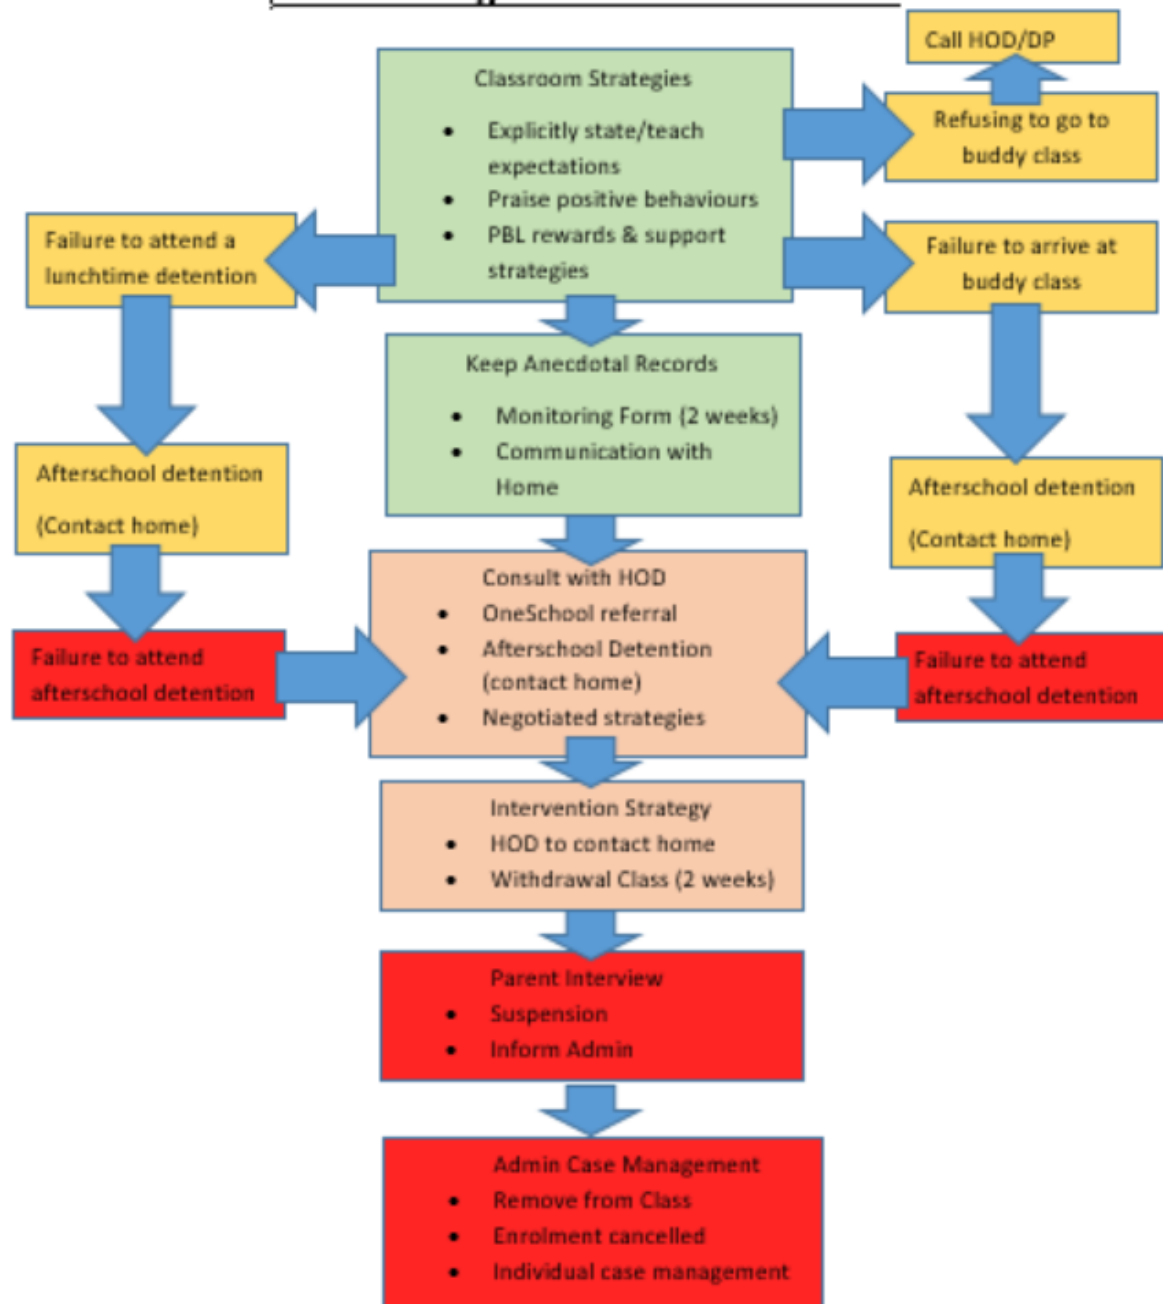 Call HOD/DP
Classroom Strategies
• Explicitly state/teach
expectations
• Praise positive behaviours
• PBL rewards & support
strategies
Refusing to go to
buddy class
Failure to attend a
lunchtime detention
Failure to arrive at
buddy class
Keep Anecdotal Records
• Monitoring Form (2 weeks)
• Communication with
Home
Afterschool detention
(Contact home)
Afterschool detention
(Contact home)
Consult with HOD
• OneSchool referral
• Afterschool Detention
(contact home)
• Negotiated strategies
Failure to attend
afterschool detention
Failure to attend
afterschool detention
Intervention Strategy
• HOD to contact home
• Withdrawal Class (2 weeks)
Parent Interview
• Suspension
• Inform Admin
Admin Case Management
• Remove from Class
• Enrolment cancelled
• Individual case management